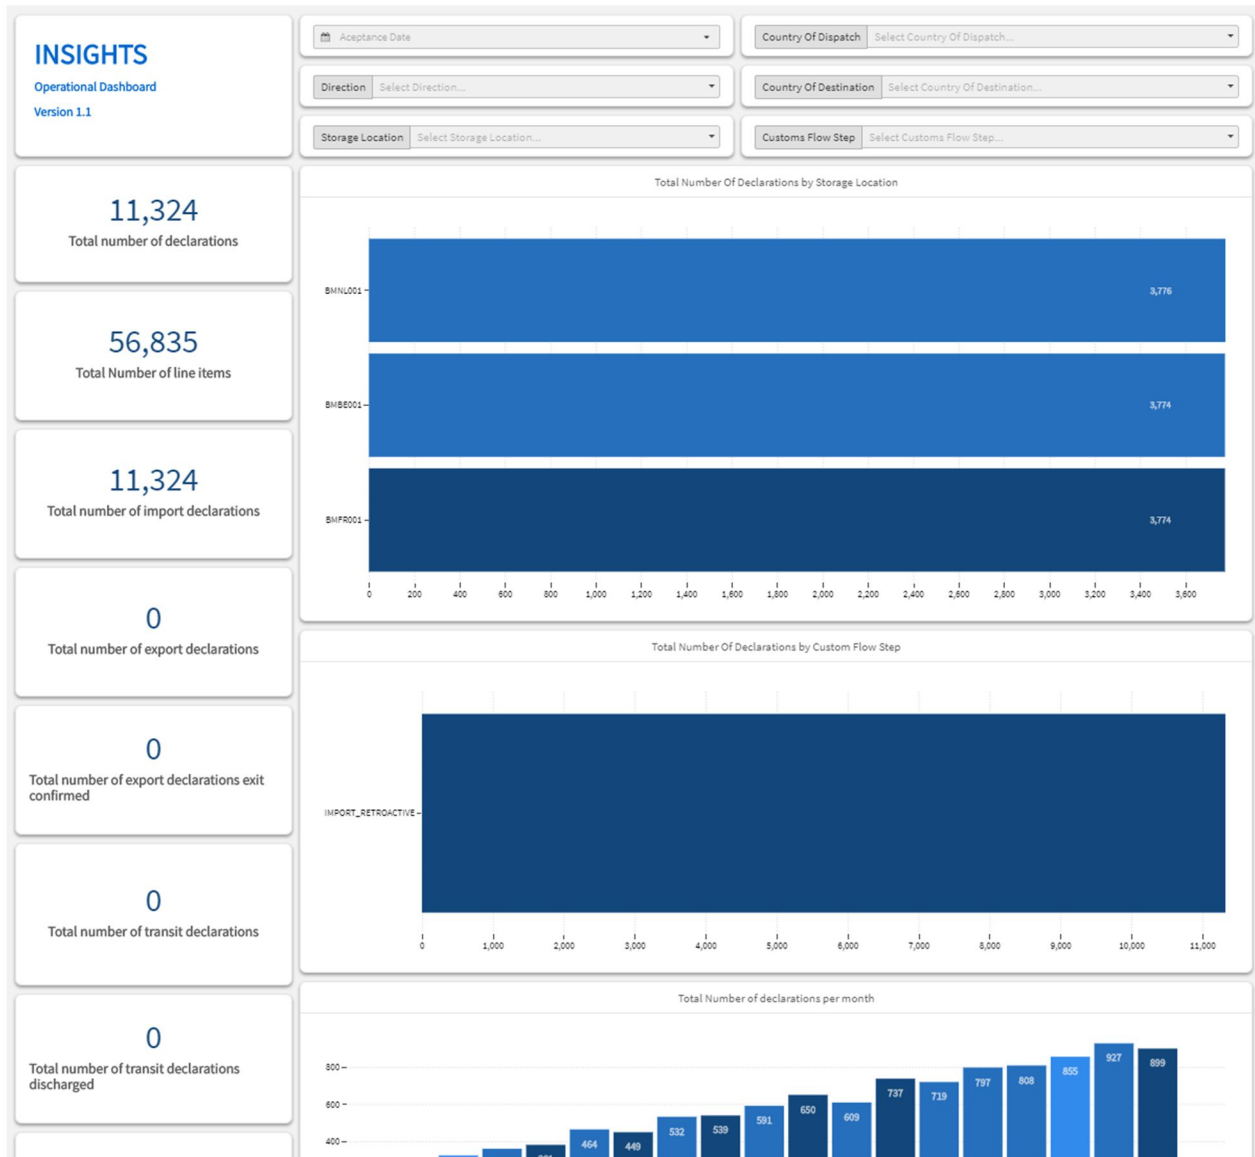 INSIGHTS
Operational Dashboard
Version 1.1
Aceptance Date
Country Of Dispatch Select Country Of Dispatch...
Direction Select Direction...
Country Of Destination Select Country Of Destination...
Storage Location Select Storage Location...
Customs Flow Step Select Customs Flow Step...
11,324
Total number of declarations
56,835
Total Number of line items
11,324
Total number of import declarations
0
Total number of export declarations
0
Total number of export declarations exit
confirmed
0
Total number of transit declarations
0
Total number of transit declarations
discharged
Total Number Of Declarations by Storage Location
BMNL001
3,776
BMBE001
3,774
BMFR001
3,774
0 200 400 600 800 1,000 1,200 1,400 1,600 1,800 2,000 2,200 2,400 2,600 2,800 3,000 3,200 3,400 3,600
Total Number Of Declarations by Custom Flow Step
IMPORT_RETROACTIVE
0 1,000 2,000 3,000 4,000 5,000 6,000 7,000 8,000 9,000 10,000 11,000
Total Number of declarations per month
800
600
400
464 449 532 539 591 650 609 737 719 797 808 855 927 899